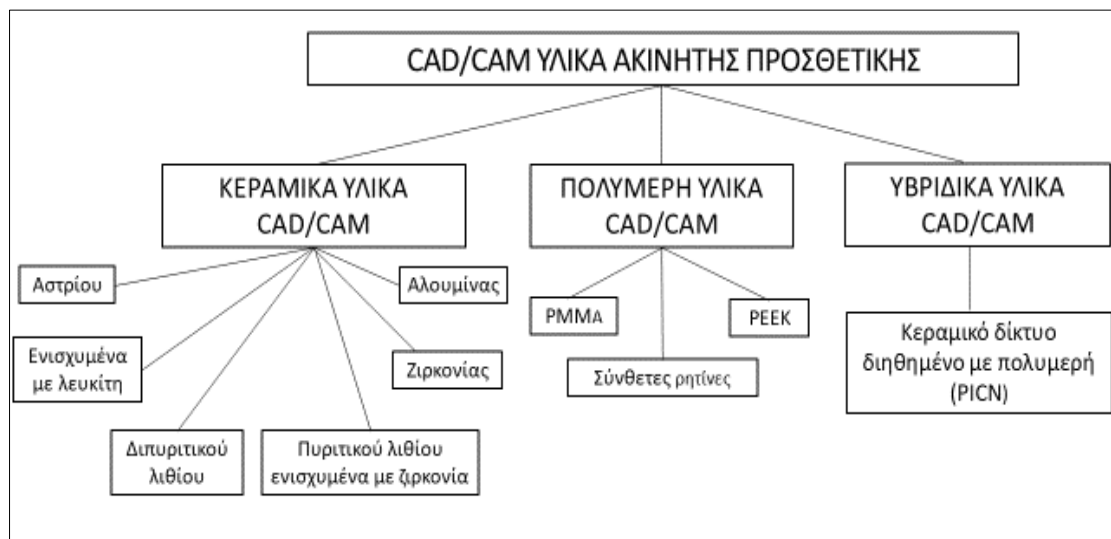 CAD/CAM ΥΛΙΚΑ ΑΚΙΝΗΤΗΣ ΠΡΟΣΘΕΤΙΚΗΣ
ΚΕΡΑΜΙΚΑ ΥΛΙΚΑ
CAD/CAM
ΠΟΛΥΜΕΡΗ ΥΛΙΚΑ
CAD/CAM
ΥΒΡΙΔΙΚΑ ΥΛΙΚΑ
CAD/CAM
Αστρίου
Ενισχυμένα
με λευκίτη
Διπυριτικού
λιθίου
Πυριτικού λιθίου
ενισχυμένα με ζιρκονία
Ζιρκονίας
Αλουμίνας
PMMA
Σύνθετες ρητίνες
PEEK
Κεραμικό δίκτυο
διηθημένο με πολυμερή
(PICN)